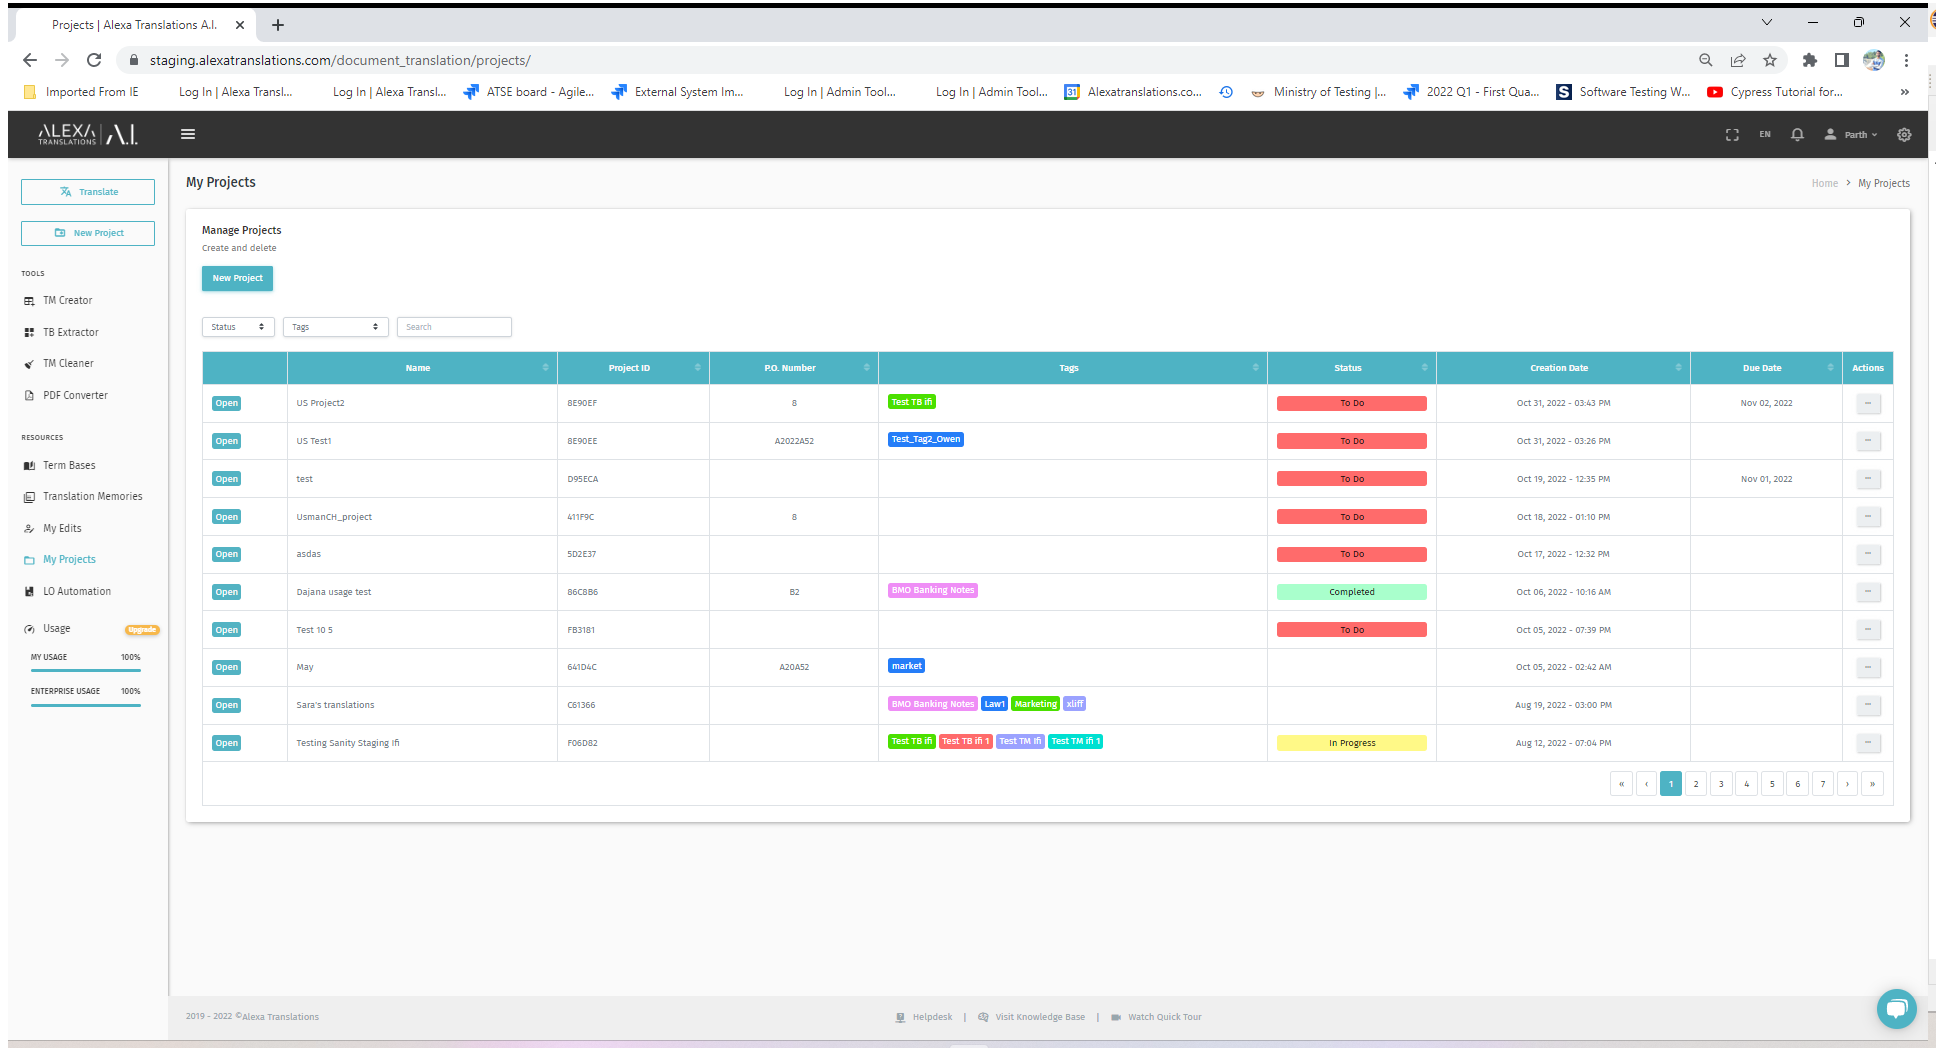 Projects | Alexa Translations A.I.
staging.alexatranslations.com/document_translation/projects/
Imported From IE Log In | Alexa Transl... Log In | Alexa Transl... ATSE board - Agile... External System Im... Log In | Admin Tool... Log In | Admin Tool... 31 Alexatranslations.co... Ministry of Testing |... 2022 Q1 - First Qua... S Software Testing W... Cypress Tutorial for... »
ALEXA TRANSLATIONS A.I. EN Parth
Translate
New Project
TOOLS
TM Creator
TB Extractor
TM Cleaner
PDF Converter
RESOURCES
Term Bases
Translation Memories
My Edits
My Projects
LO Automation
Usage Upgrade
MY USAGE 100%
ENTERPRISE USAGE 100%
My Projects Home > My Projects
Manage Projects
Create and delete
New Project
Status Tags Search
Name Project ID P.O. Number Tags Status Creation Date Due Date Actions
Open US Project2 8E90EF 8 Test TB ifi To Do Oct 31, 2022 - 03:43 PM Nov 02, 2022
Open US Test1 8E90EE A2022A52 Test_Tag2_Owen To Do Oct 31, 2022 - 03:26 PM
Open test D95ECA To Do Oct 19, 2022 - 12:35 PM Nov 01, 2022
Open UsmanCH_project 411F9C 8 To Do Oct 18, 2022 - 01:10 PM
Open asdas 5D2E37 To Do Oct 17, 2022 - 12:32 PM
Open Dajana usage test 86C8B6 B2 BMO Banking Notes Completed Oct 06, 2022 - 10:16 AM
Open Test 10 5 FB3181 To Do Oct 05, 2022 - 07:39 PM
Open May 641D4C A20A52 market Oct 05, 2022 - 02:42 AM
Open Sara's translations C61366 BMO Banking Notes Law1 Marketing xliff Aug 19, 2022 - 03:00 PM
Open Testing Sanity Staging Ifi F06D82 Test TB ifi Test TB ifi 1 Test TM Ifi Test TM ifi 1 In Progress Aug 12, 2022 - 07:04 PM
« ‹ 1 2 3 4 5 6 7 › »
2019 - 2022 ©Alexa Translations Helpdesk | Visit Knowledge Base | Watch Quick Tour